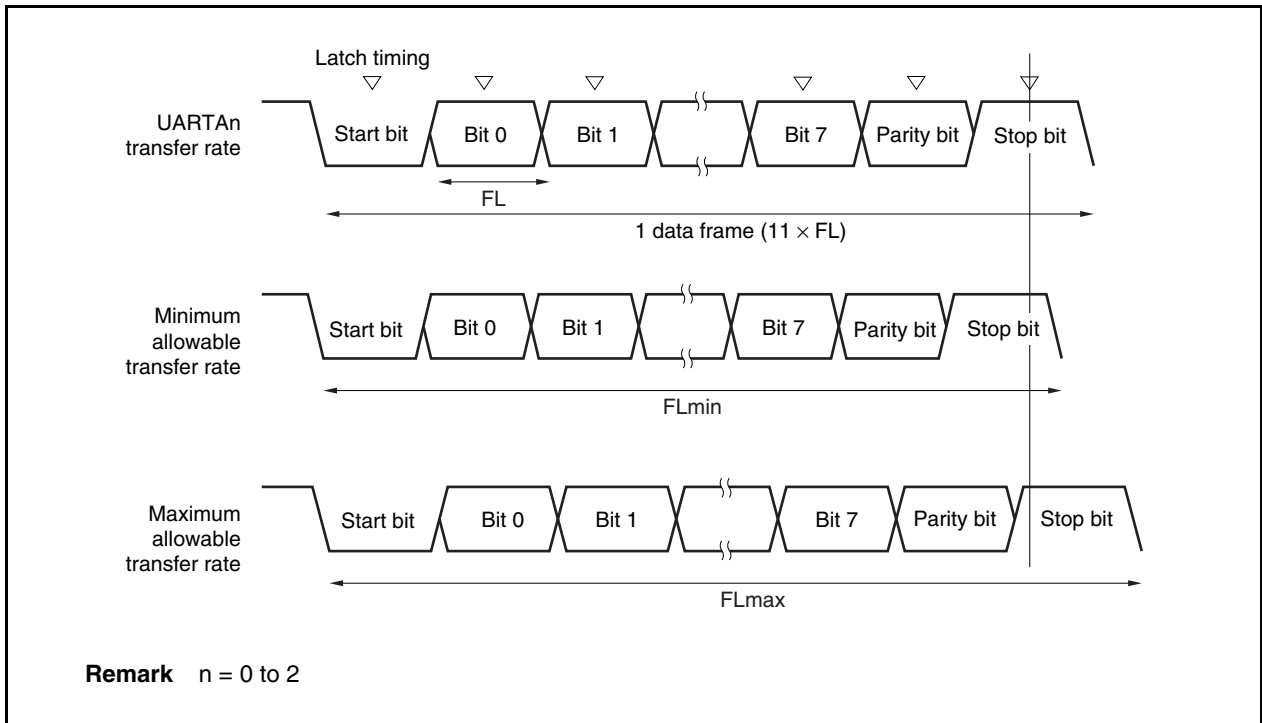 Latch timing
UARTAn
transfer rate
Start bit
Bit 0
Bit 1
Bit 7
Parity bit
Stop bit
FL
1 data frame (11 × FL)
Minimum
allowable
transfer rate
Start bit
Bit 0
Bit 1
Bit 7
Parity bit
Stop bit
FLmin
Maximum
allowable
transfer rate
Start bit
Bit 0
Bit 1
Bit 7
Parity bit
Stop bit
FLmax
Remark n = 0 to 2